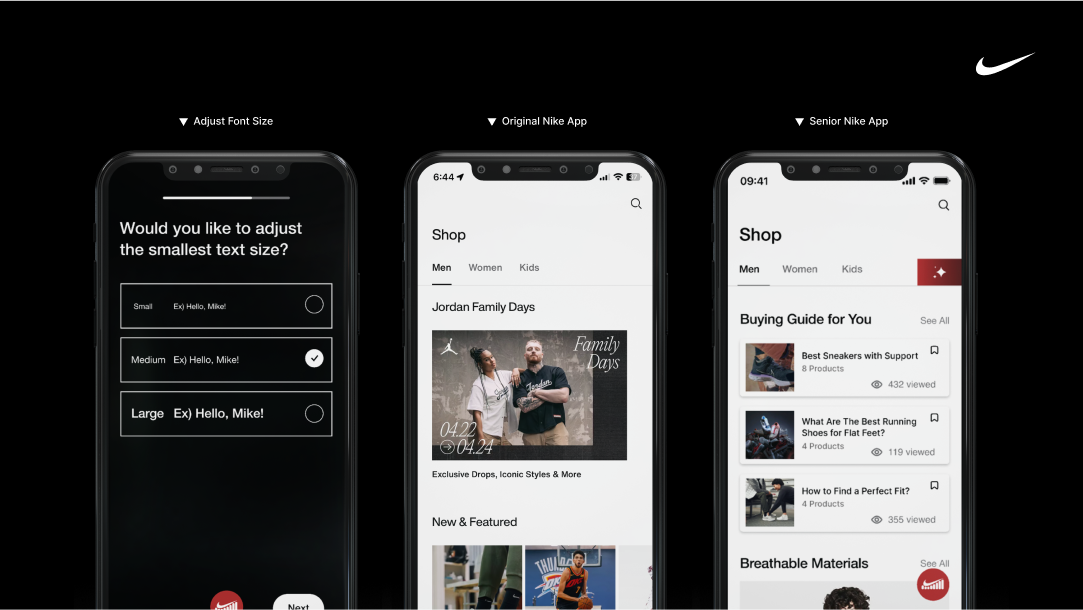 Adjust Font Size
Original Nike App
Senior Nike App
Would you like to adjust
the smallest text size?
Small Ex) Hello, Mike!
Medium Ex) Hello, Mike!
Large Ex) Hello, Mike!
Next
6:44
Shop
Men Women Kids
Jordan Family Days
Family
Days
Jordan
04.22
04.24
Exclusive Drops, Iconic Styles & More
New & Featured
09:41
Shop
Men Women Kids
Buying Guide for You See All
Best Sneakers with Support
8 Products
432 viewed
What Are The Best Running
Shoes for Flat Feet?
4 Products
119 viewed
How to Find a Perfect Fit?
4 Products
355 viewed
Breathable Materials See All